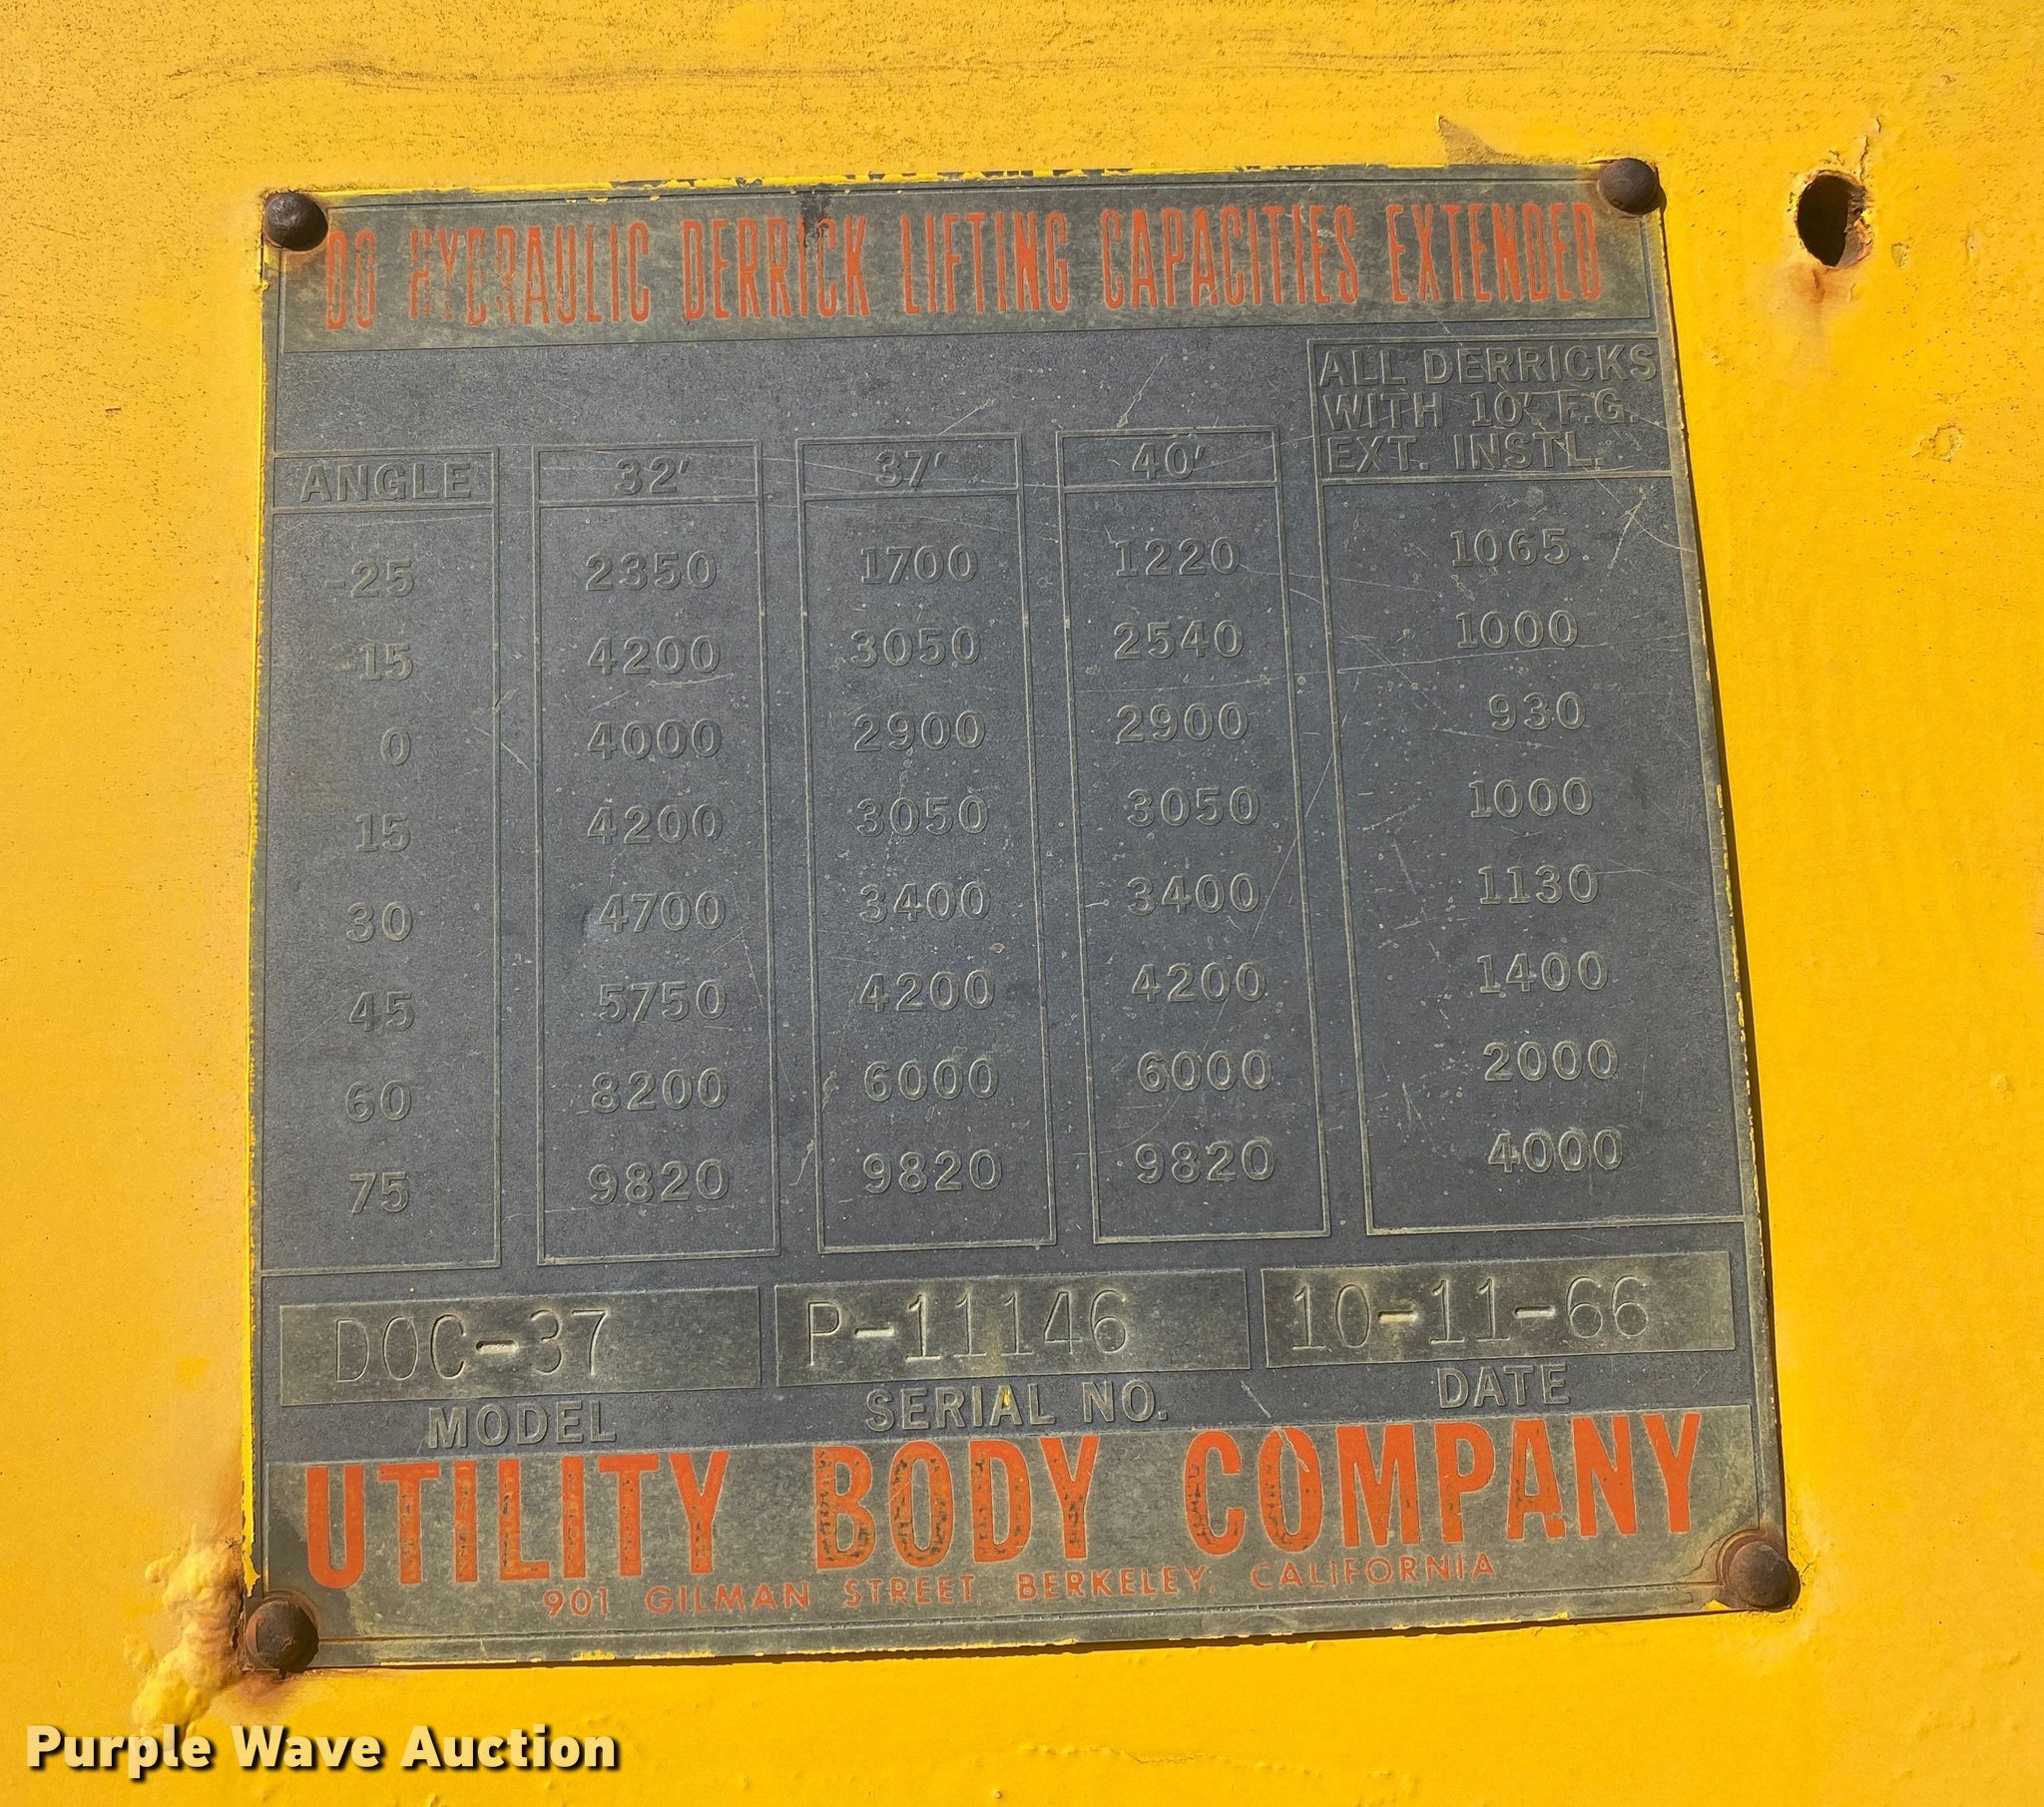 DO HYDRAULIC DERRICK LIFTING CAPACITIES EXTENDED
ALL DERRICKS
WITH 10' F.G.
EXT. INSTL.
ANGLE 32' 37' 40'
-25 2350 1700 1220 1065
-15 4200 3050 2540 1000
0 4000 2900 2900 930
15 4200 3050 3050 1000
30 4700 3400 3400 1130
45 5750 4200 4200 1400
60 8200 6000 6000 2000
75 9820 9820 9820 4000
DOC-37 P-11146 10-11-66
MODEL SERIAL NO. DATE
UTILITY BODY COMPANY
901 GILMAN STREET, BERKELEY, CALIFORNIA
Purple Wave Auction